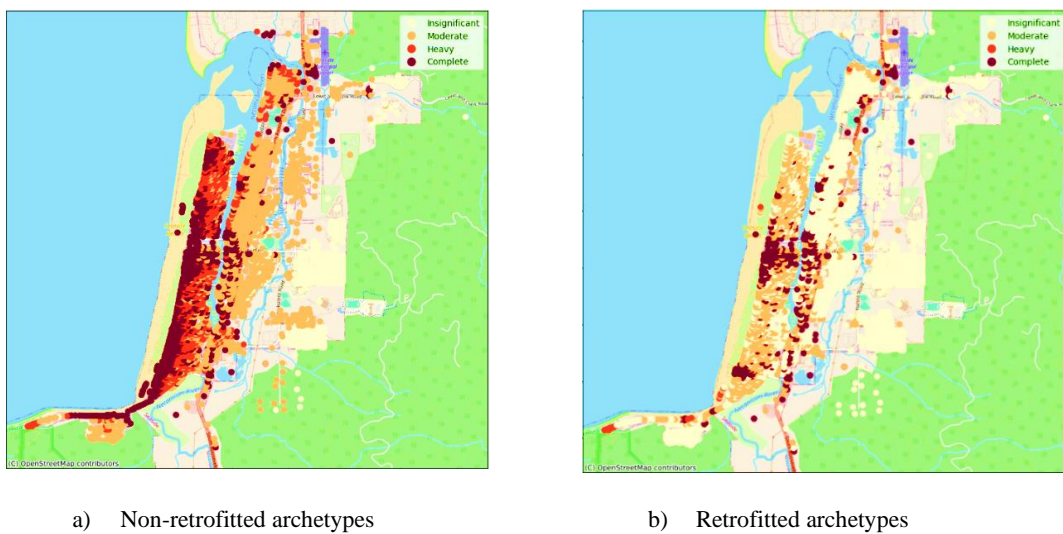 Insignificant
Moderate
Heavy
Complete
(C) OpenStreetMap contributors
Insignificant
Moderate
Heavy
Complete
(C) OpenStreetMap contributors
a) Non-retrofitted archetypes
b) Retrofitted archetypes